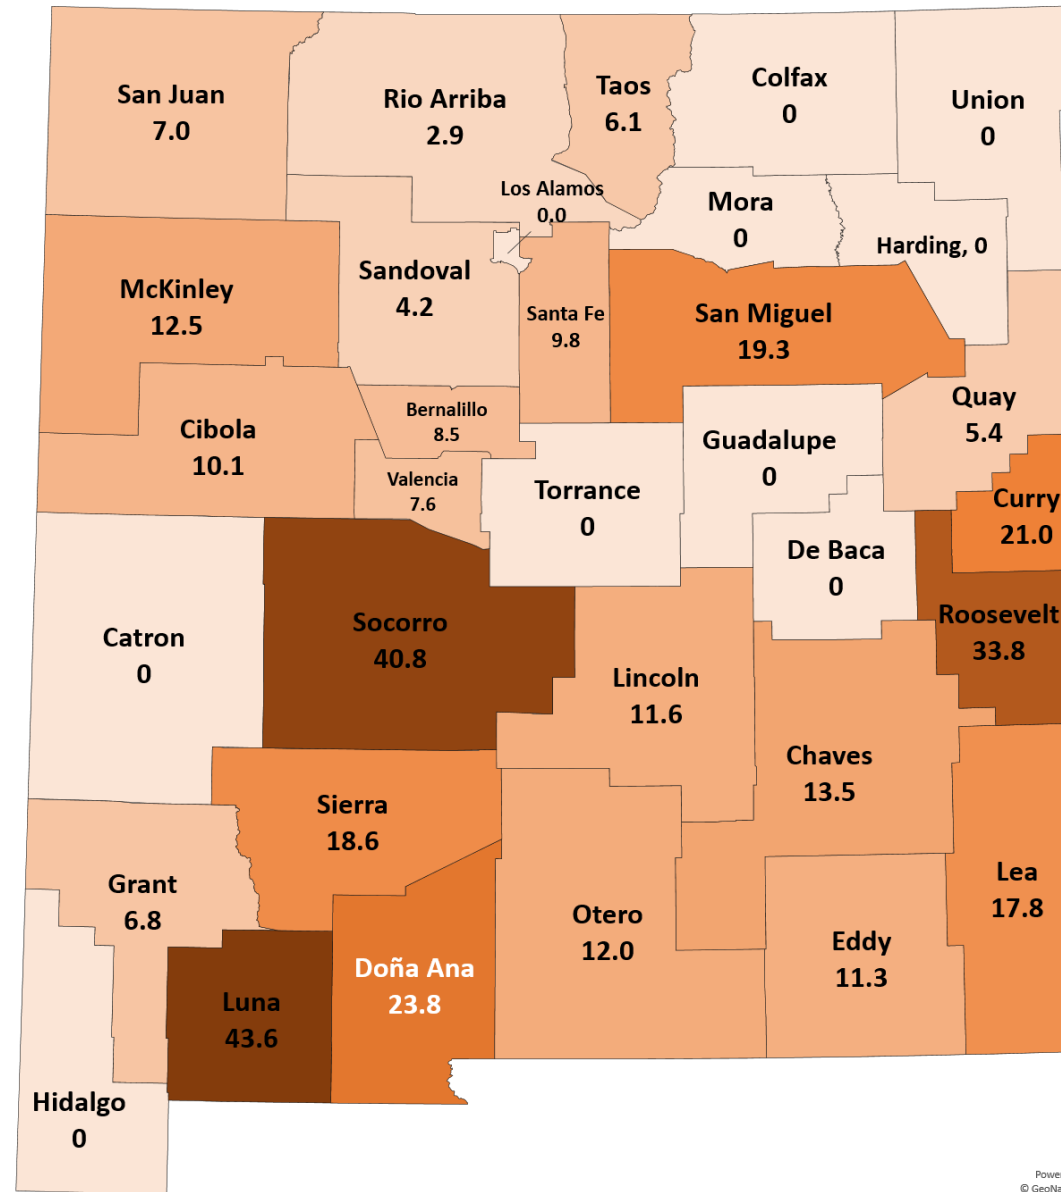 San Juan
7.0
Rio Arriba
2.9
Taos
6.1
Colfax
0
Union
0
Los Alamos
0.0
Mora
0
Harding, 0
McKinley
12.5
Sandoval
4.2
Santa Fe
9.8
San Miguel
19.3
Quay
5.4
Cibola
10.1
Bernalillo
8.5
Valencia
7.6
Torrance
0
Guadalupe
0
Curry
21.0
De Baca
0
Roosevelt
33.8
Catron
0
Socorro
40.8
Lincoln
11.6
Chaves
13.5
Sierra
18.6
Grant
6.8
Otero
12.0
Eddy
11.3
Lea
17.8
Doña Ana
23.8
Luna
43.6
Hidalgo
0
Powe
© GeoNa